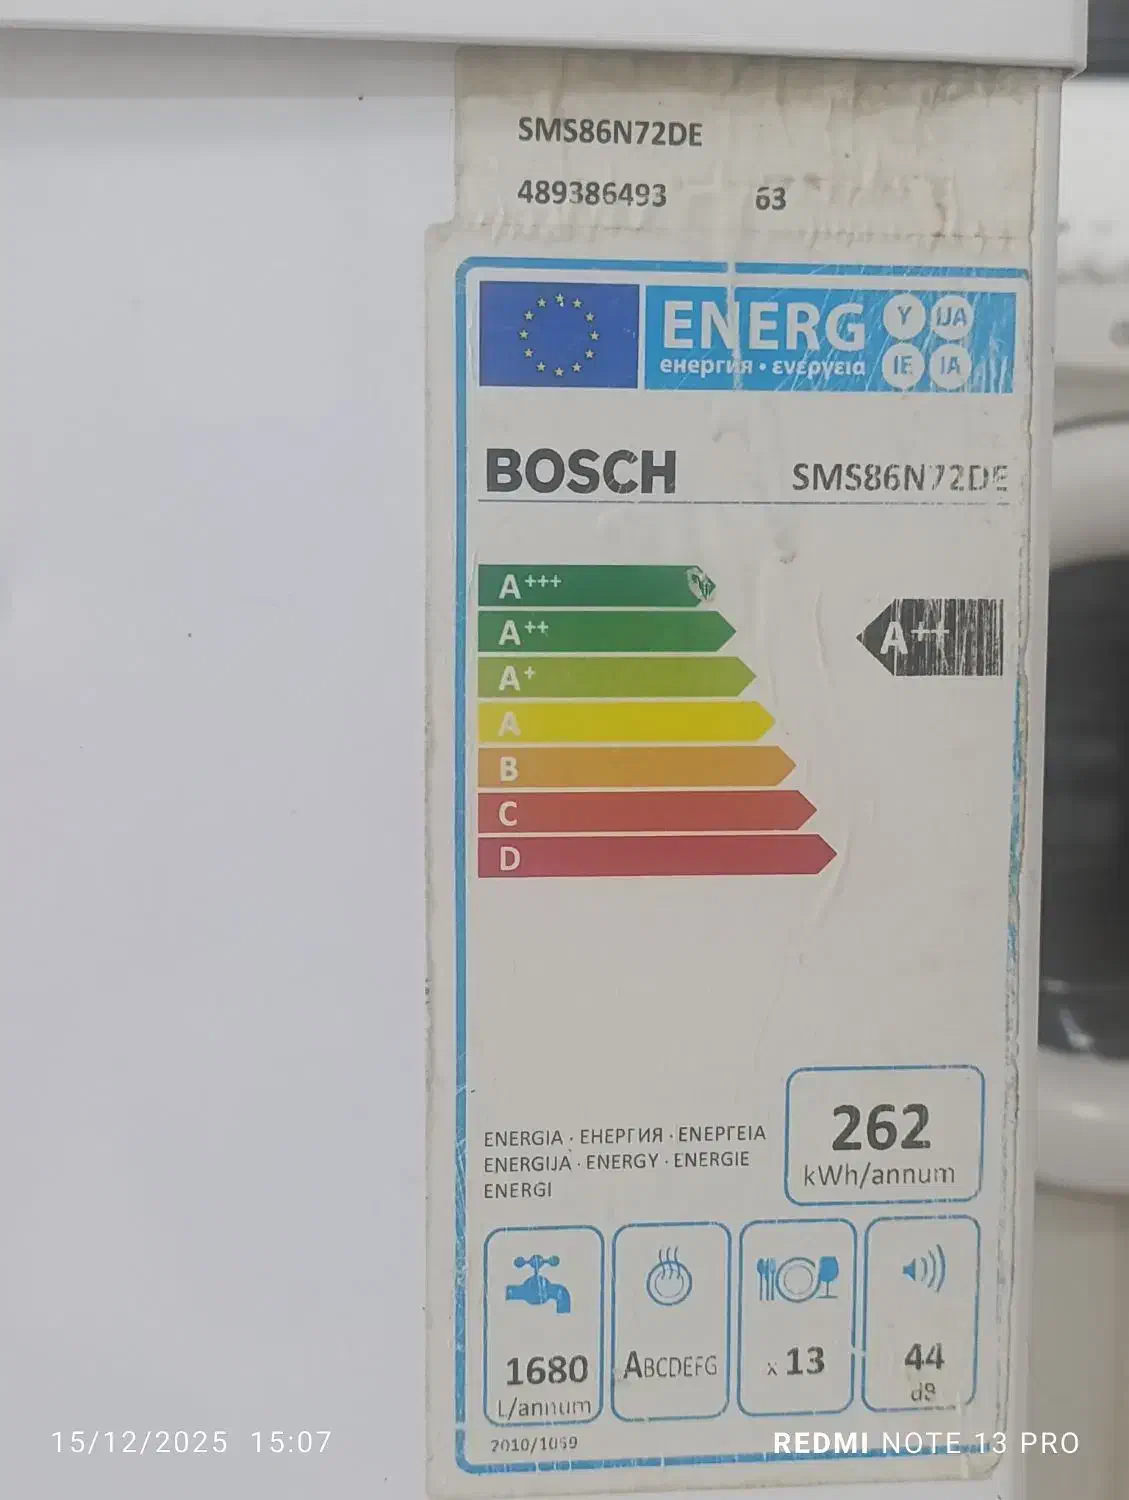 SMS86N72DE
489386493 63
ENERG Y IJA
енергия · ενεργεια IE IA
BOSCH SMS86N72DE
A+++
A++ A++
A+
A
B
C
D
ENERGIA · ЕНЕРГИЯ · ΕΝΕΡΓΕΙΑ
ENERGIJA · ENERGY · ENERGIE
ENERGI
262
kWh/annum
1680 ABCDEFG x 13 44
L/annum dB
2010/1059
15/12/2025 15:07 REDMI NOTE 13 PRO